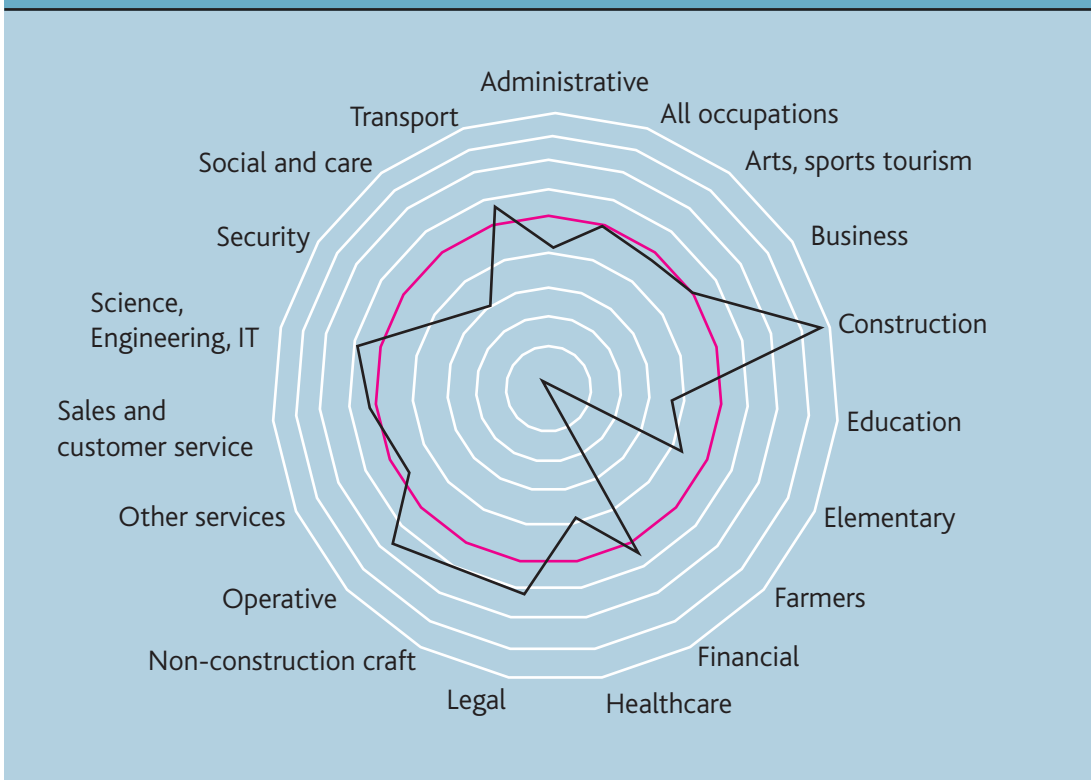 Administrative
All occupations
Arts, sports tourism
Business
Construction
Education
Elementary
Farmers
Financial
Healthcare
Legal
Non-construction craft
Operative
Other services
Sales and
customer service
Science,
Engineering, IT
Security
Social and care
Transport